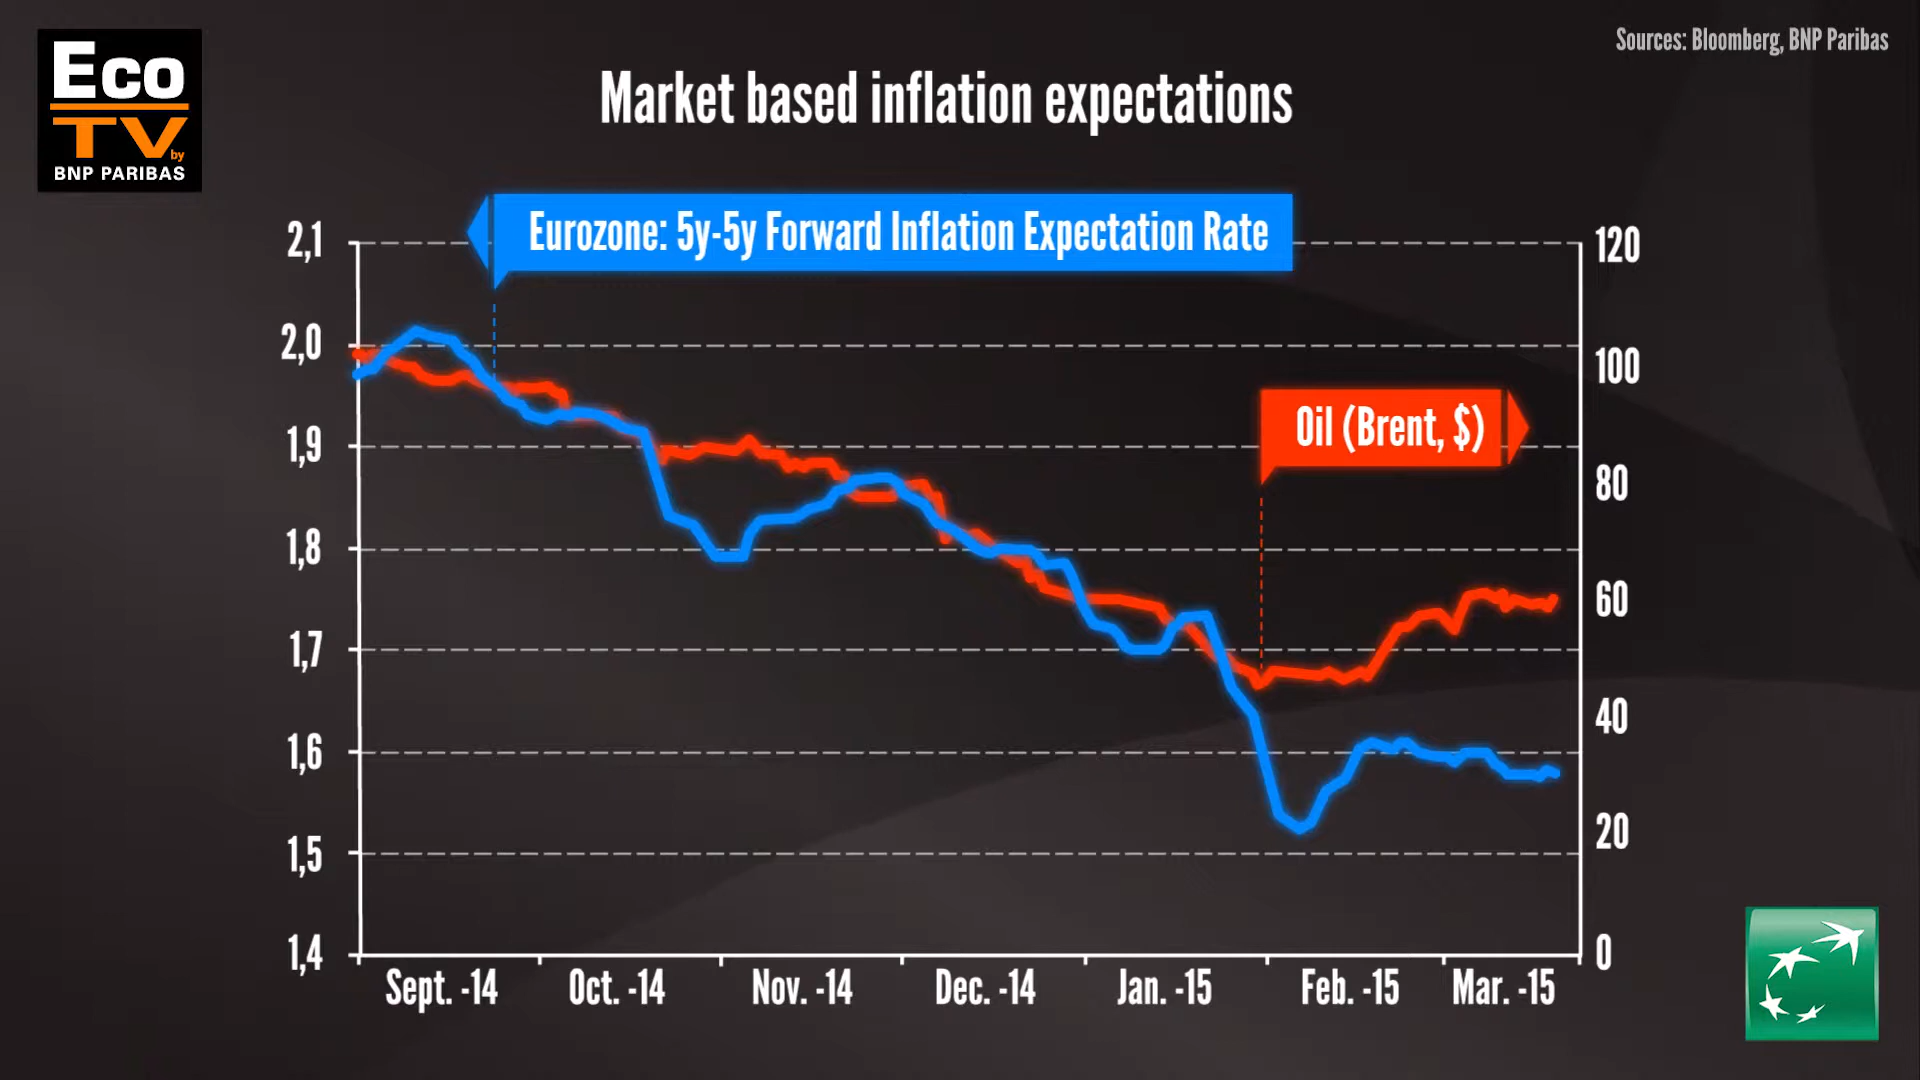 Eco
TV by
BNP PARIBAS
Sources: Bloomberg, BNP Paribas
Market based inflation expectations
Eurozone: 5y-5y Forward Inflation Expectation Rate
Oil (Brent, $)
2,1
2,0
1,9
1,8
1,7
1,6
1,5
1,4
120
100
80
60
40
20
0
Sept. -14 Oct. -14 Nov. -14 Dec. -14 Jan. -15 Feb. -15 Mar. -15